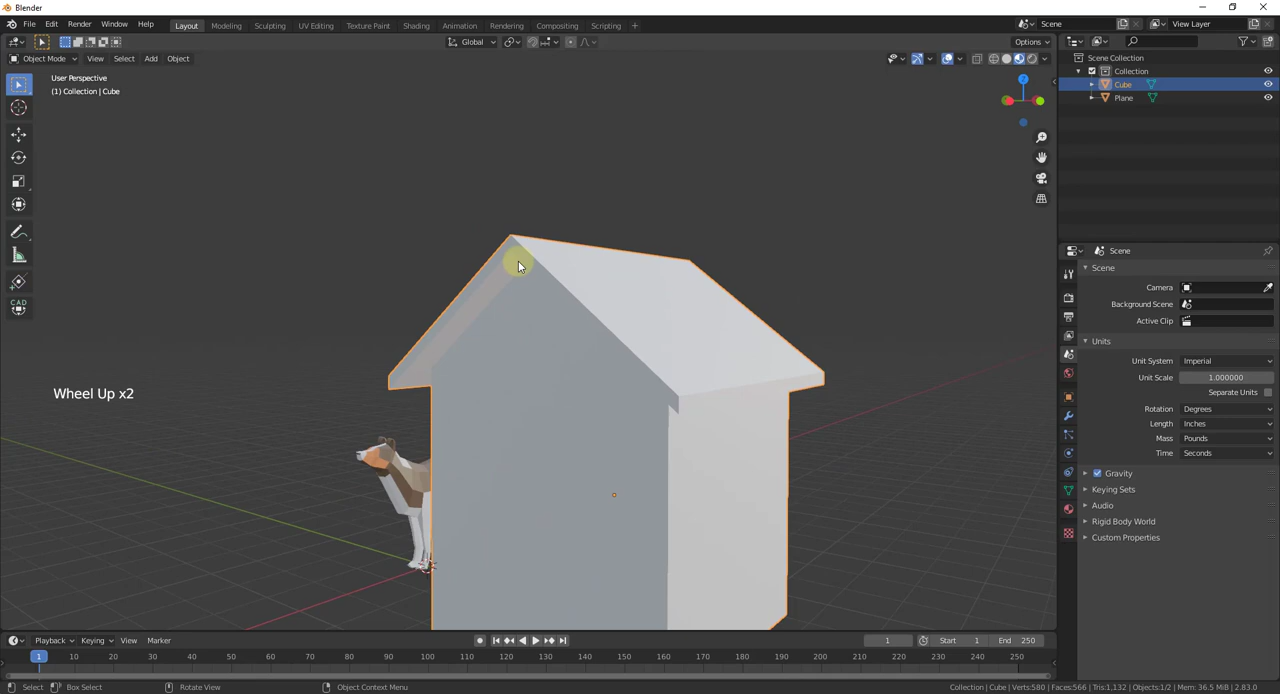 Blender
File Edit Render Window Help Layout Modeling Sculpting UV Editing Texture Paint Shading Animation Rendering Compositing Scripting + Scene View Layer
Global Options
Object Mode View Select Add Object
User Perspective
(1) Collection | Cube
Z
CAD
Wheel Up x2
Scene Collection
Collection
Cube
Plane
Scene
Scene
Camera
Background Scene
Active Clip
Units
Unit System Imperial
Unit Scale 1.000000
Separate Units
Rotation Degrees
Length Inches
Mass Pounds
Time Seconds
Gravity
Keying Sets
Audio
Rigid Body World
Custom Properties
Playback Keying View Marker 1 Start 1 End 250
1 10 20 30 40 50 60 70 80 90 100 110 120 130 140 150 160 170 180 190 200 210 220 230 240 250
Select Box Select Rotate View Object Context Menu Collection | Cube | Verts:580 | Faces:566 | Tris:1,132 | Objects:1/2 | Mem: 36.5 MiB | 2.83.0